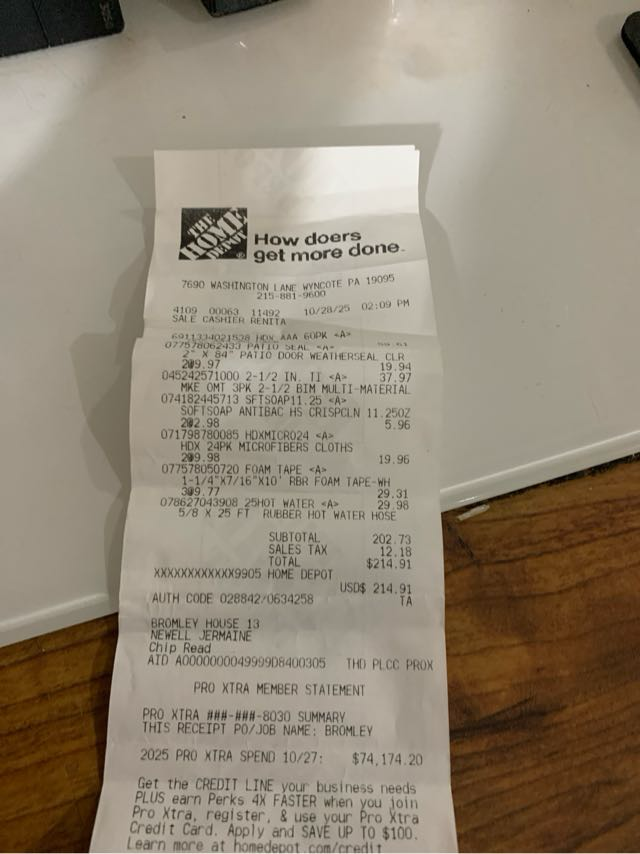 THE
HOME
DEPOT
How doers
get more done.
7690 WASHINGTON LANE WYNCOTE PA 19095
215-881-9600
4109 00063 11492 10/28/25 02:09 PM
SALE CASHIER RENITA
6911334021528 HDX AAA 60PK <A>
077578062433 PATIO SEAL <A>
2" X 84" PATIO DOOR WEATHERSEAL CLR
2@9.97 19.94
045242571000 2-1/2 IN. TI <A> 37.97
MKE OMT 3PK 2-1/2 BIM MULTI-MATERIAL
074182445713 SFTSOAP11.25 <A>
SOFTSOAP ANTIBAC HS CRISPCLN 11.25OZ
2@2.98 5.96
071798780085 HDXMICRO24 <A>
HDX 24PK MICROFIBERS CLOTHS
2@9.98 19.96
077578050720 FOAM TAPE <A>
1-1/4"X7/16"X10' RBR FOAM TAPE-WH
3@9.77 29.31
078627043908 25HOT WATER <A> 29.98
5/8 X 25 FT RUBBER HOT WATER HOSE
SUBTOTAL 202.73
SALES TAX 12.18
TOTAL $214.91
XXXXXXXXXXXX9905 HOME DEPOT
USD$ 214.91
AUTH CODE 028842/0634258 TA
BROMLEY HOUSE 13
NEWELL JERMAINE
Chip Read
AID A0000000049999D8400305 THD PLCC PROX
PRO XTRA MEMBER STATEMENT
PRO XTRA ###-###-8030 SUMMARY
THIS RECEIPT PO/JOB NAME: BROMLEY
2025 PRO XTRA SPEND 10/27: $74,174.20
Get the CREDIT LINE your business needs
PLUS earn Perks 4X FASTER when you join
Pro Xtra, register, & use your Pro Xtra
Credit Card. Apply and SAVE UP TO $100.
Learn more at homedepot.com/credit